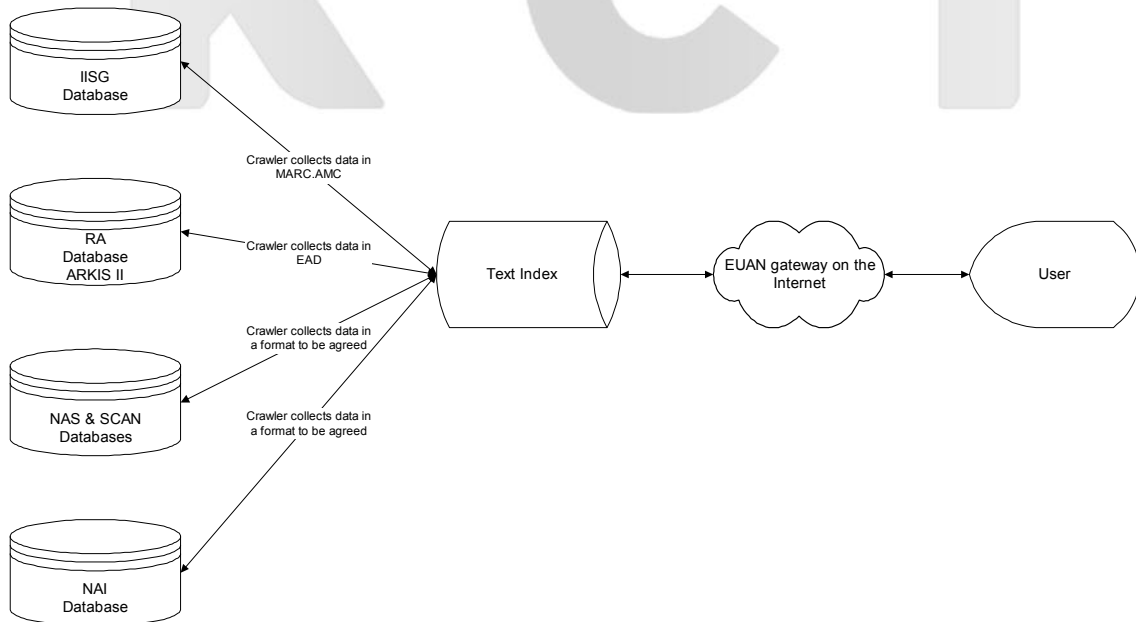 IISG
Database
Crawler collects data in
MARC.AMC
RA
Database
ARKIS II
Crawler collects data in
EAD
Text Index
EUAN gateway on the
Internet
User
Crawler collects data in
a format to be agreed
NAS & SCAN
Databases
Crawler collects data in
a format to be agreed
NAI
Database